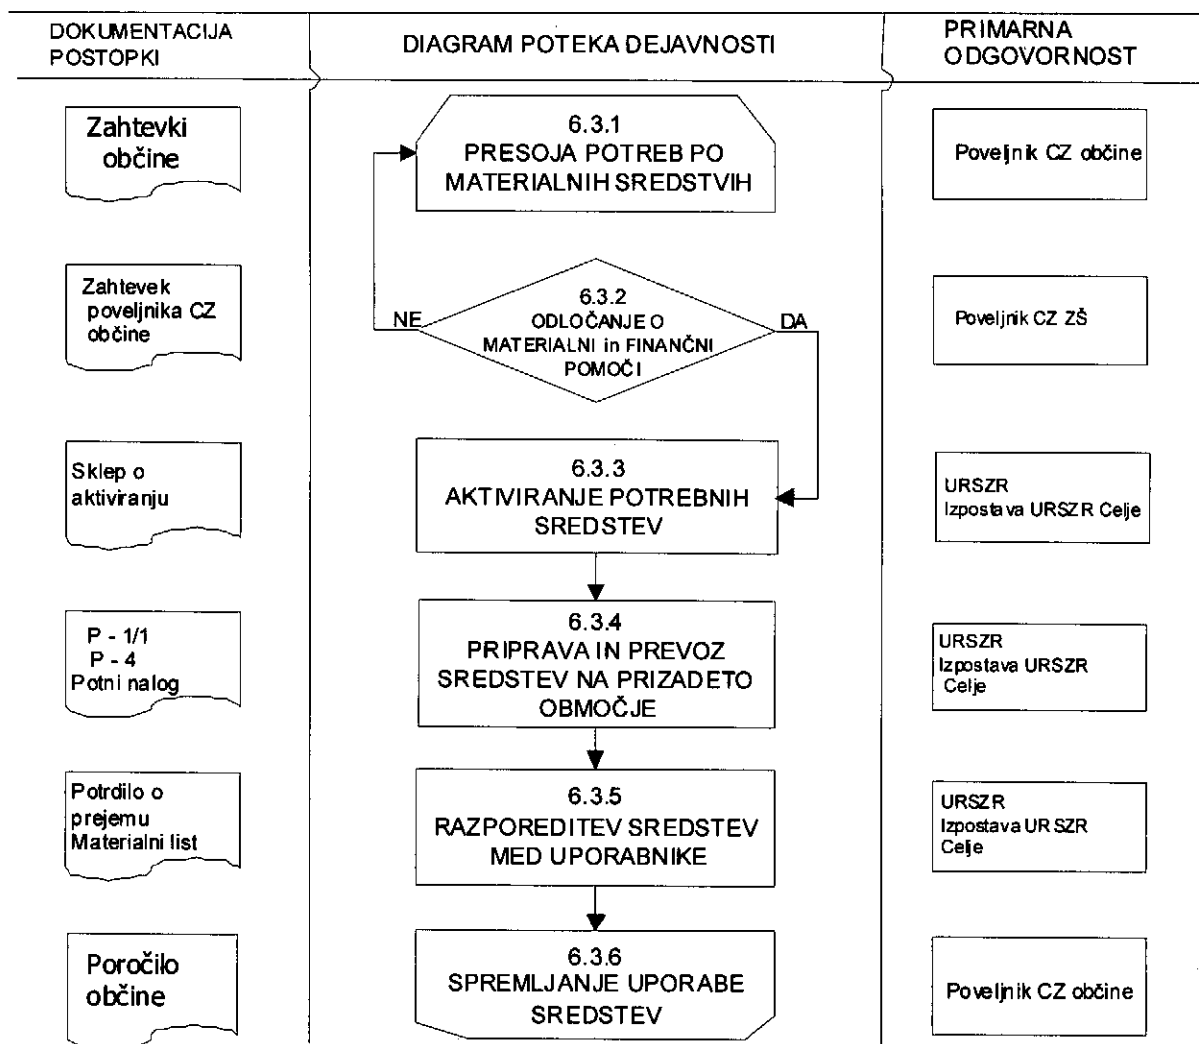 DOKUMENTACIJA
POSTOPKI
DIAGRAM POTEKA DEJAVNOSTI
PRIMARNA
ODGOVORNOST
Zahtevki
občine
6.3.1
PRESOJA POTREB PO
MATERIALNIH SREDSTVIH
Poveljnik CZ občine
Zahtevek
poveljnika CZ
občine
NE
6.3.2
ODLOČANJE O
MATERIALNI in FINANČNI
POMOČI
DA
Poveljnik CZ ZŠ
Sklep o
aktiviranju
6.3.3
AKTIVIRANJE POTREBNIH
SREDSTEV
URSZR
Izpostava URSZR Celje
P - 1/1
P - 4
Potni nalog
6.3.4
PRIPRAVA IN PREVOZ
SREDSTEV NA PRIZADETO
OBMOČJE
URSZR
Izpostava URSZR
Celje
Potrdilo o
prejemu
Materialni list
6.3.5
RAZPOREDITEV SREDSTEV
MED UPORABNIKE
URSZR
Izpostava URSZR
Celje
Poročilo
občine
6.3.6
SPREMLJANJE UPORABE
SREDSTEV
Poveljnik CZ občine